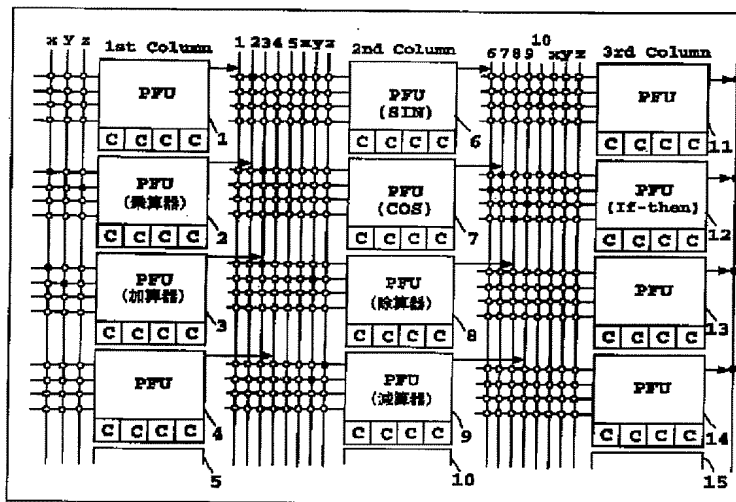 x y z 1st Column 1 2 3 4 5 x y z 2nd Column 6 7 8 9 10 x y z 3rd Column
PFU
C C C C
1
PFU
(SIN)
C C C C
6
PFU
C C C C
11
PFU
(乗算器)
C C C C
2
PFU
(COS)
C C C C
7
PFU
(If-then)
C C C C
12
PFU
(加算器)
C C C C
3
PFU
(除算器)
C C C C
8
PFU
C C C C
13
PFU
C C C C
4
PFU
(減算器)
C C C C
9
PFU
C C C C
14
5
10
15